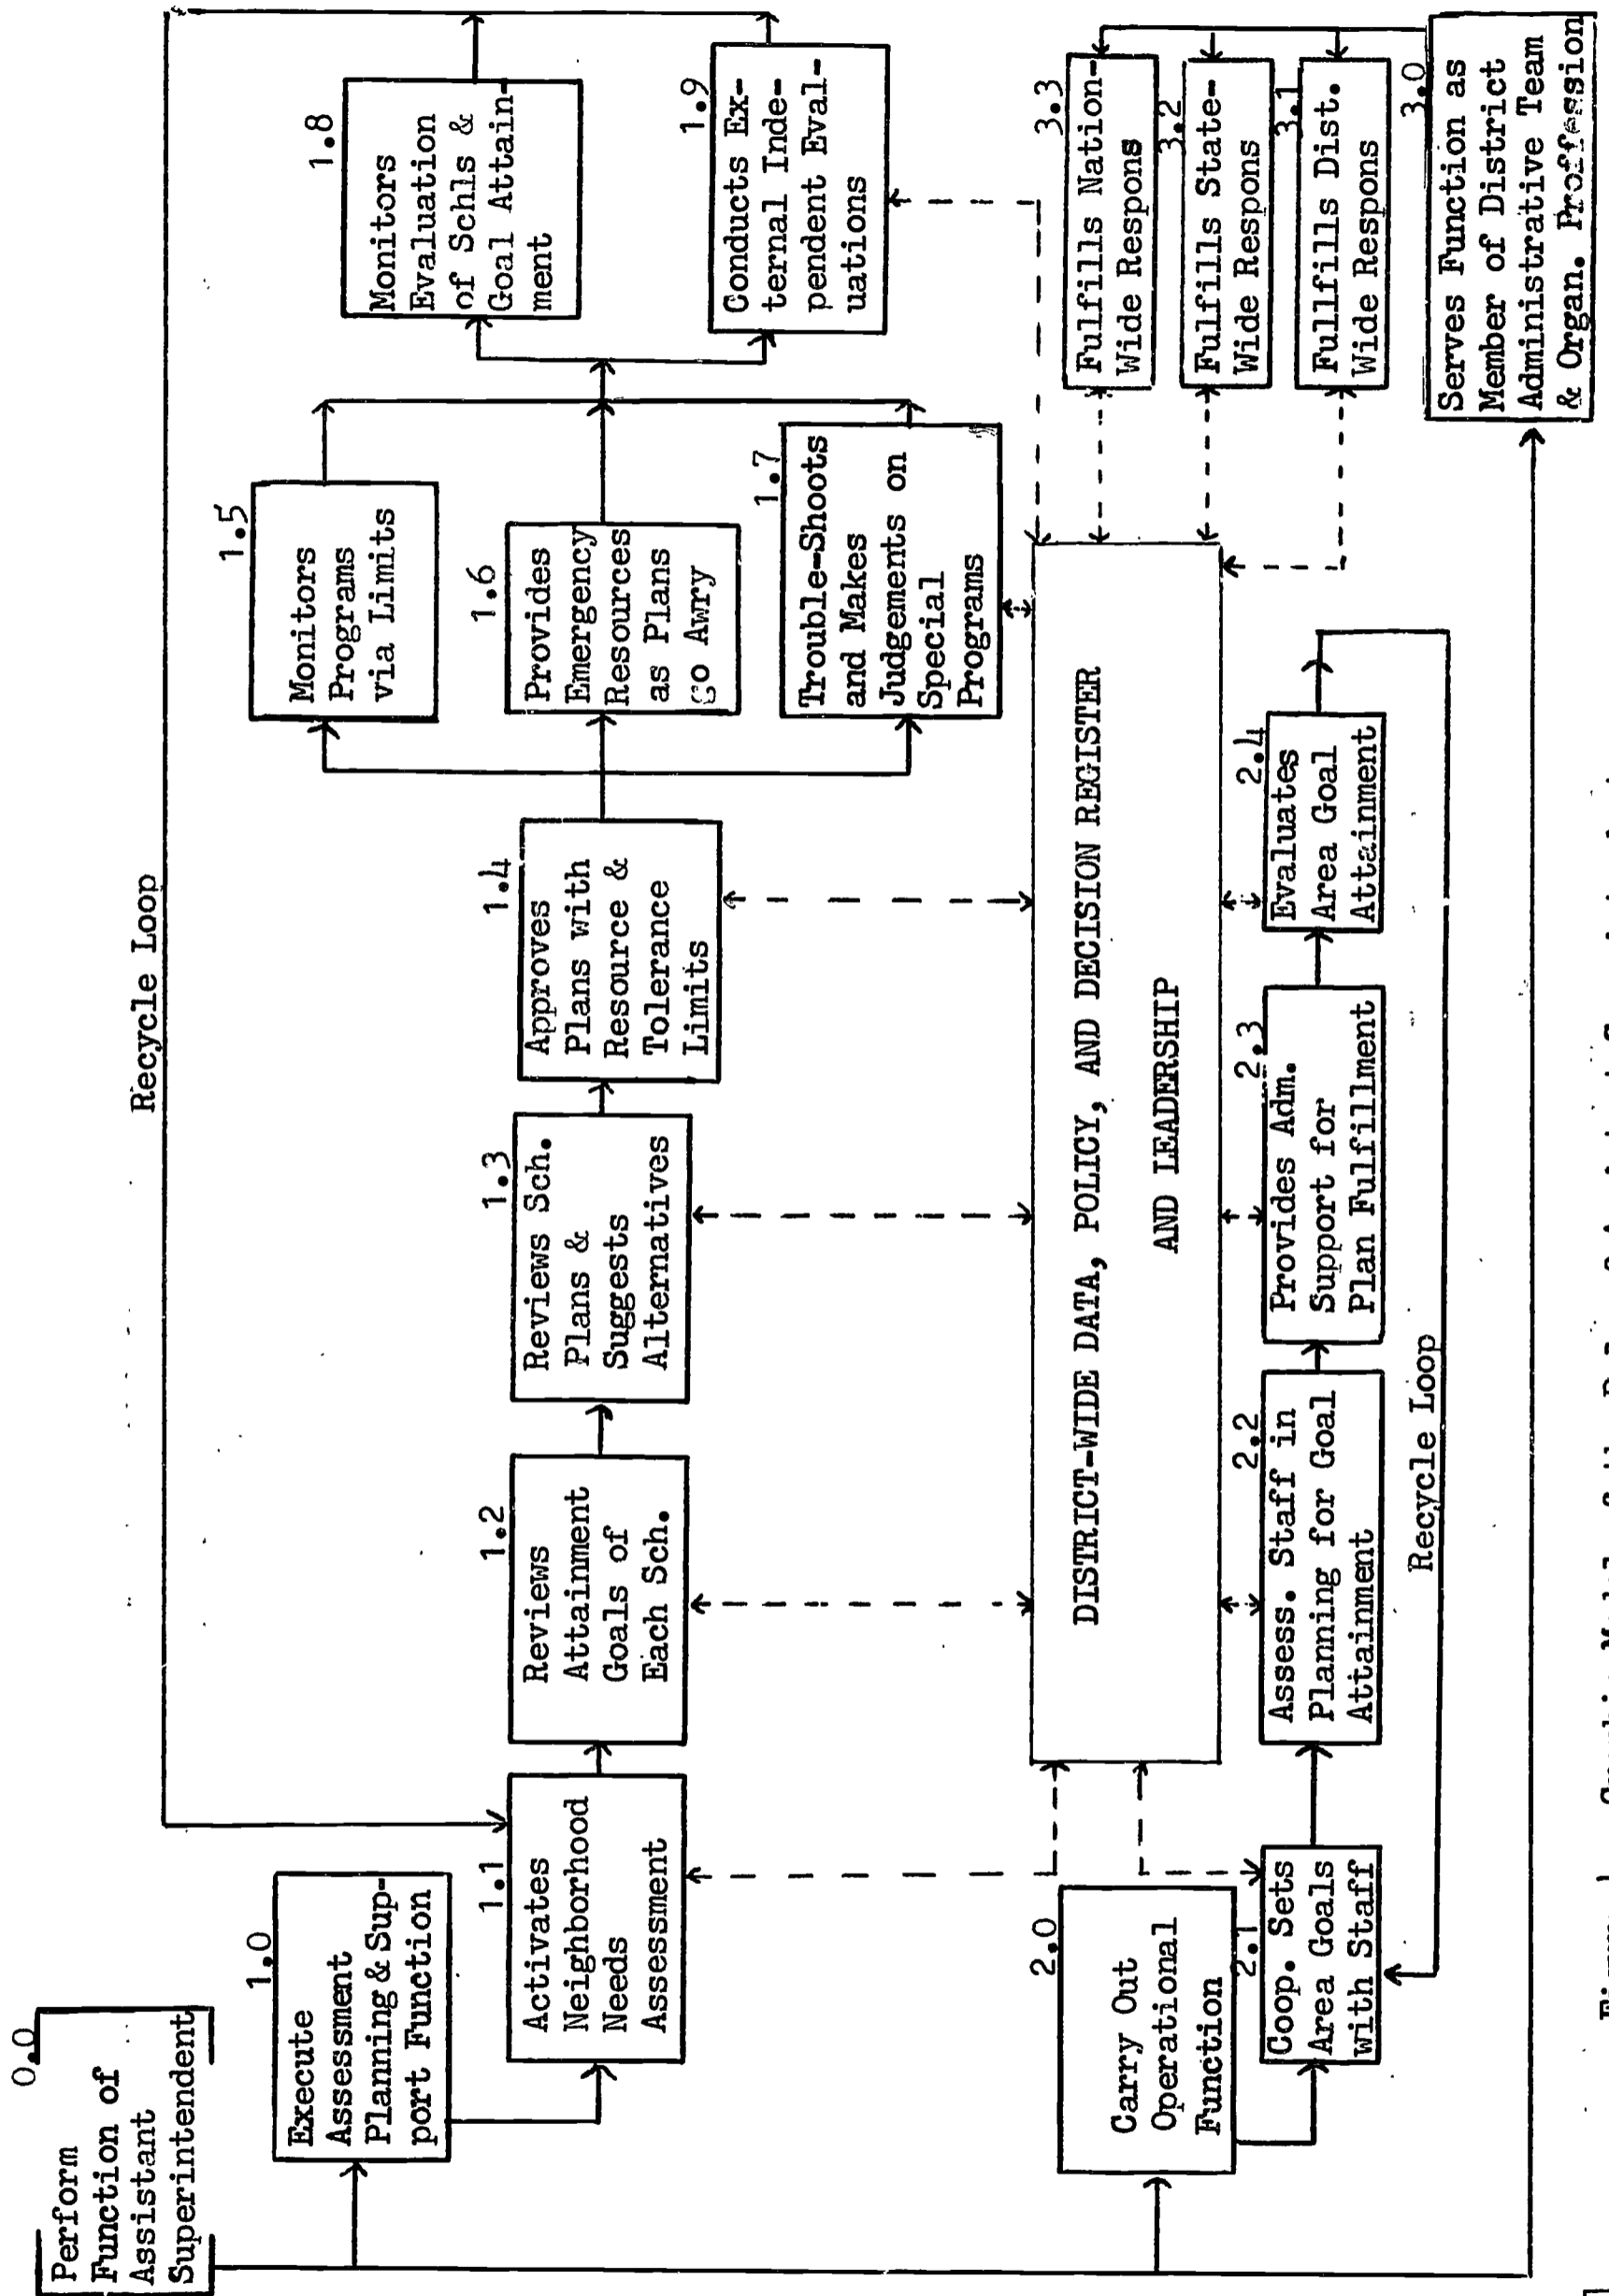 0.0
Perform
Function of
Assistant
Superintendent
1.0
Execute
Assessment
Planning & Sup-
port Function
Recycle Loop
1.1
Activates
Neighborhood
Needs
Assessment
1.2
Reviews
Attainment
Goals of
Each Sch.
1.3
Reviews Sch.
Plans &
Suggests
Alternatives
1.4
Approves
Plans with
Resource &
Tolerance
Limits
1.5
Monitors
Programs
via Limits
1.6
Provides
Emergency
Resources
as Plans
go Awry
1.7
Trouble-Shoots
and Makes
Judgements on
Special
Programs
1.8
Monitors
Evaluation
of Schls &
Goal Attain-
ment
1.9
Conducts Ex-
ternal Inde-
pendent Eval-
uations
DISTRICT-WIDE DATA, POLICY, AND DECISION REGISTER
AND LEADERSHIP
2.0
Carry Out
Operational
Function
2.1
Coop. Sets
Area Goals
with Staff
2.2
Assess. Staff in
Planning for Goal
Attainment
2.3
Provides Adm.
Support for
Plan Fulfillment
2.4
Evaluates
Area Goal
Attainment
Recycle Loop
3.3
Fulfills Nation-
Wide Respons
3.2
Fulfills State-
Wide Respons
3.1
Fullfills Dist.
Wide Respons
3.0
Serves Function as
Member of District
Administrative Team
& Organ. Proffession